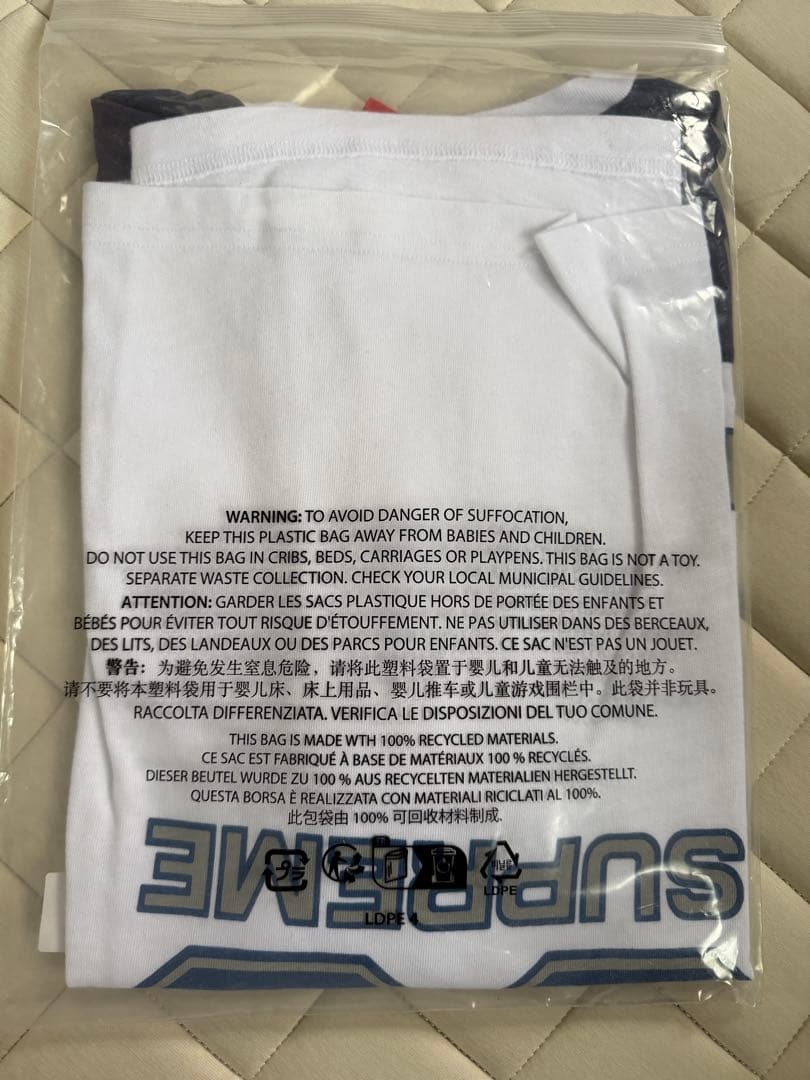 WARNING: TO AVOID DANGER OF SUFFOCATION,
KEEP THIS PLASTIC BAG AWAY FROM BABIES AND CHILDREN.
DO NOT USE THIS BAG IN CRIBS, BEDS, CARRIAGES OR PLAYPENS. THIS BAG IS NOT A TOY.
SEPARATE WASTE COLLECTION. CHECK YOUR LOCAL MUNICIPAL GUIDELINES.
ATTENTION: GARDER LES SACS PLASTIQUE HORS DE PORTÉE DES ENFANTS ET
BÉBÉS POUR ÉVITER TOUT RISQUE D'ÉTOUFFEMENT. NE PAS UTILISER DANS DES BERCEAUX,
DES LITS, DES LANDEAUX OU DES PARCS POUR ENFANTS. CE SAC N'EST PAS UN JOUET.
警告：为避免发生窒息危险，请将此塑料袋置于婴儿和儿童无法触及的地方。
请不要将本塑料袋用于婴儿床、床上用品、婴儿推车或儿童游戏围栏中。此袋并非玩具。
RACCOLTA DIFFERENZIATA. VERIFICA LE DISPOSIZIONI DEL TUO COMUNE.
THIS BAG IS MADE WTH 100% RECYCLED MATERIALS.
CE SAC EST FABRIQUÉ À BASE DE MATÉRIAUX 100 % RECYCLÉS.
DIESER BEUTEL WURDE ZU 100 % AUS RECYCELTEN MATERIALIEN HERGESTELLT.
QUESTA BORSA È REALIZZATA CON MATERIALI RICICLATI AL 100%.
此包袋由 100% 可回收材料制成.
SUPREME
プラ
비닐류
LDPE
LDPE 4